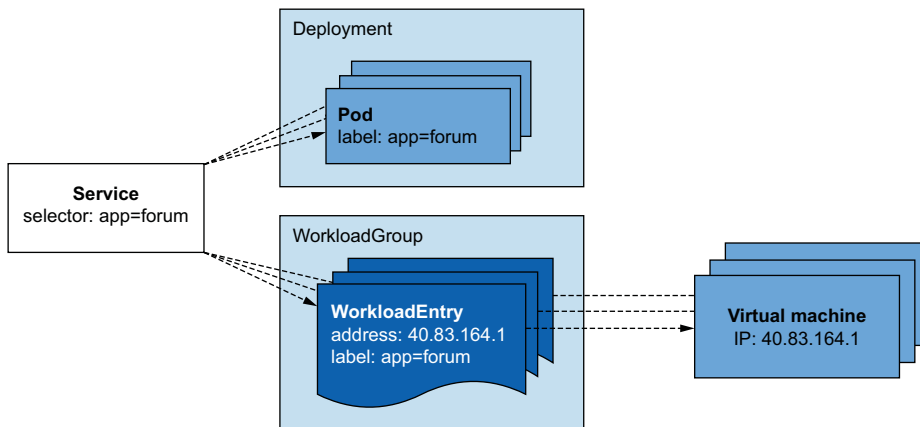 Deployment
Pod
label: app=forum
Service
selector: app=forum
WorkloadGroup
WorkloadEntry
address: 40.83.164.1
label: app=forum
Virtual machine
IP: 40.83.164.1